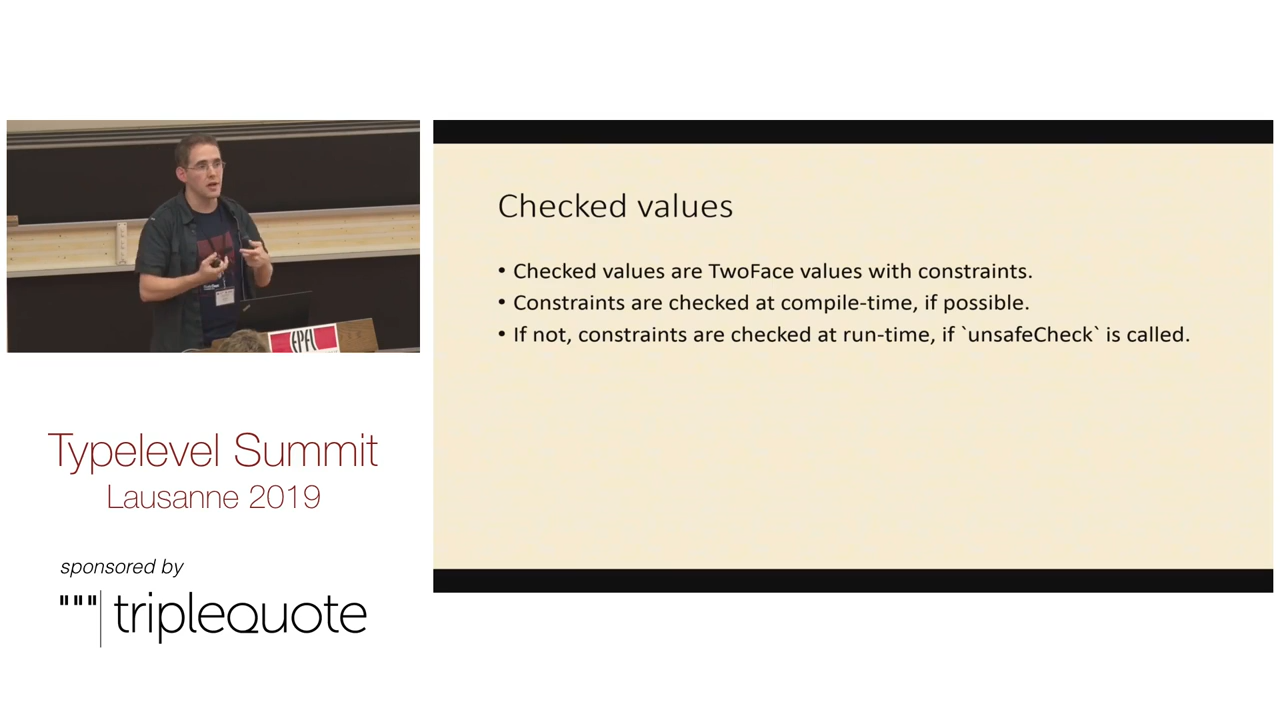 EPFL
Checked values
• Checked values are TwoFace values with constraints.
• Constraints are checked at compile-time, if possible.
• If not, constraints are checked at run-time, if `unsafeCheck` is called.
Typelevel Summit
Lausanne 2019
sponsored by
"""|triplequote